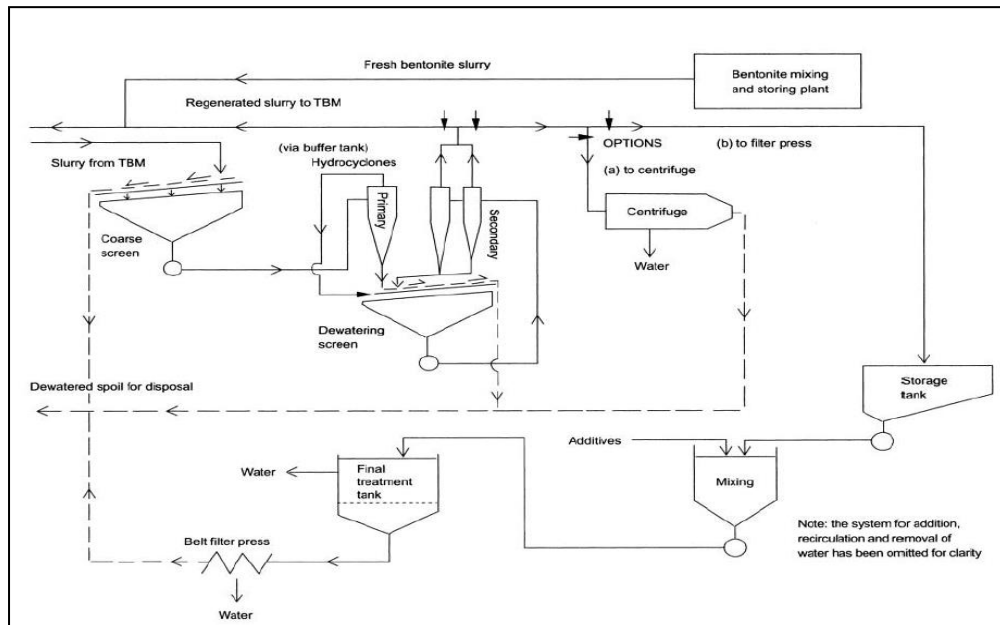 Fresh bentonite slurry
Bentonite mixing
and storing plant
Regenerated slurry to TBM
Slurry from TBM
(via buffer tank)
Hydrocyclones
OPTIONS
(b) to filter press
(a) to centrifuge
Primary
Secondary
Centrifuge
Coarse
screen
Water
Dewatering
screen
Dewatered spoil for disposal
Storage
tank
Additives
Water
Final
treatment
tank
Mixing
Note: the system for addition,
recirculation and removal of
water has been omitted for clarity
Belt filter press
Water